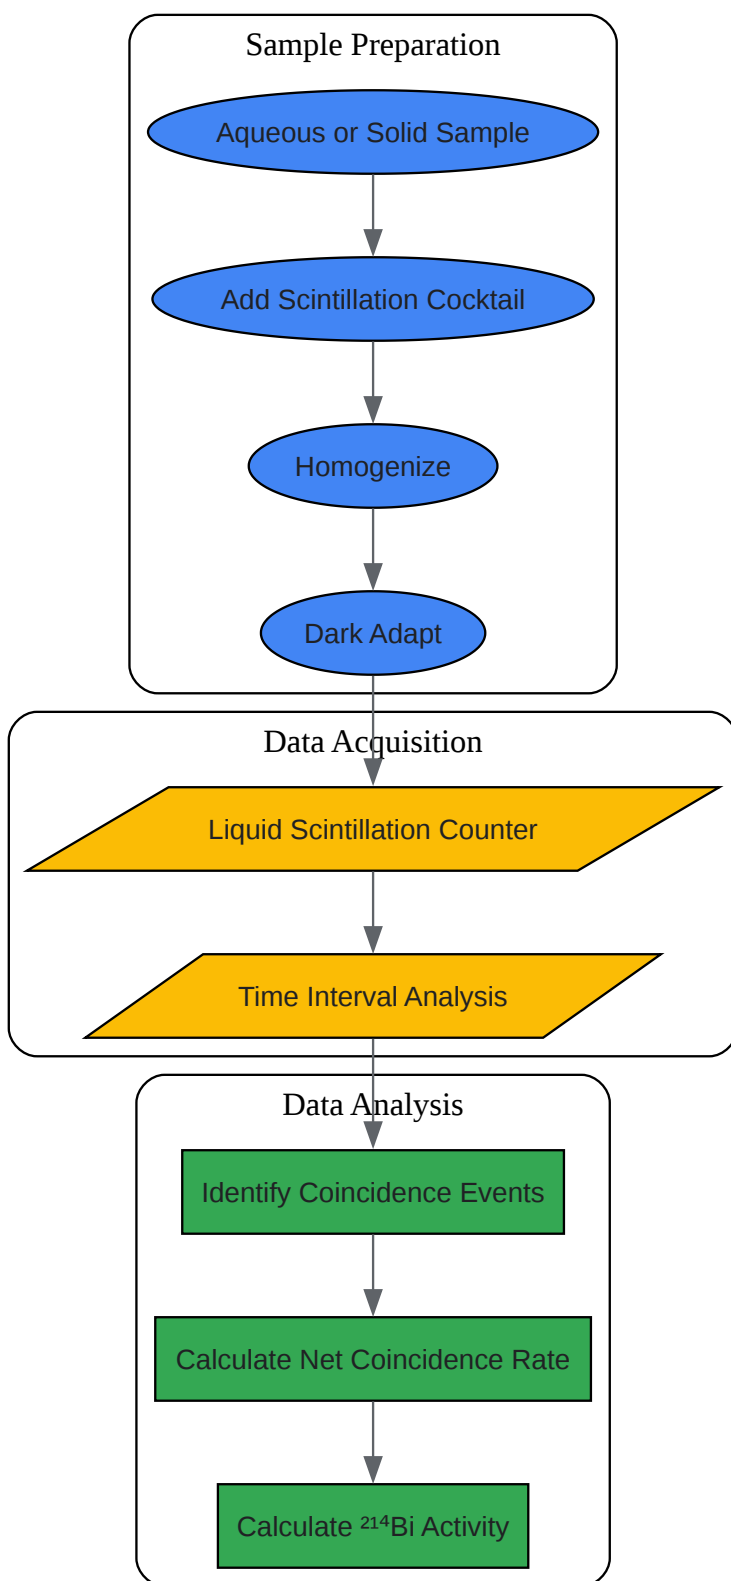 Sample Preparation
Aqueous or Solid Sample
Add Scintillation Cocktail
Homogenize
Dark Adapt
Data Acquisition
Liquid Scintillation Counter
Time Interval Analysis
Data Analysis
Identify Coincidence Events
Calculate Net Coincidence Rate
Calculate ²¹⁴Bi Activity